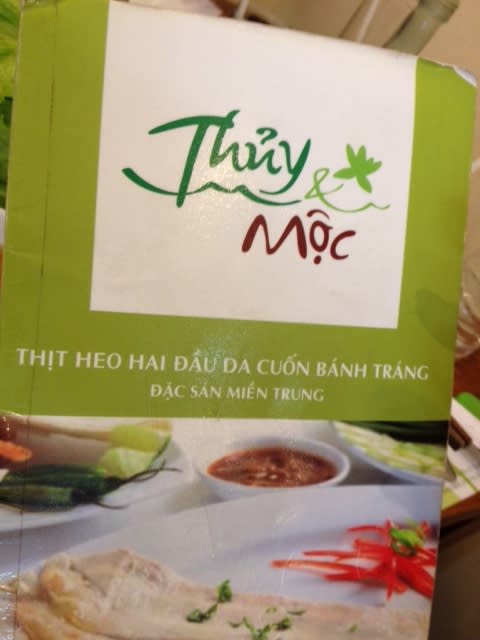 Thủy
& Mộc
THỊT HEO HAI ĐẦU DA CUỐN BÁNH TRÁNG
ĐẶC SẢN MIỀN TRUNG